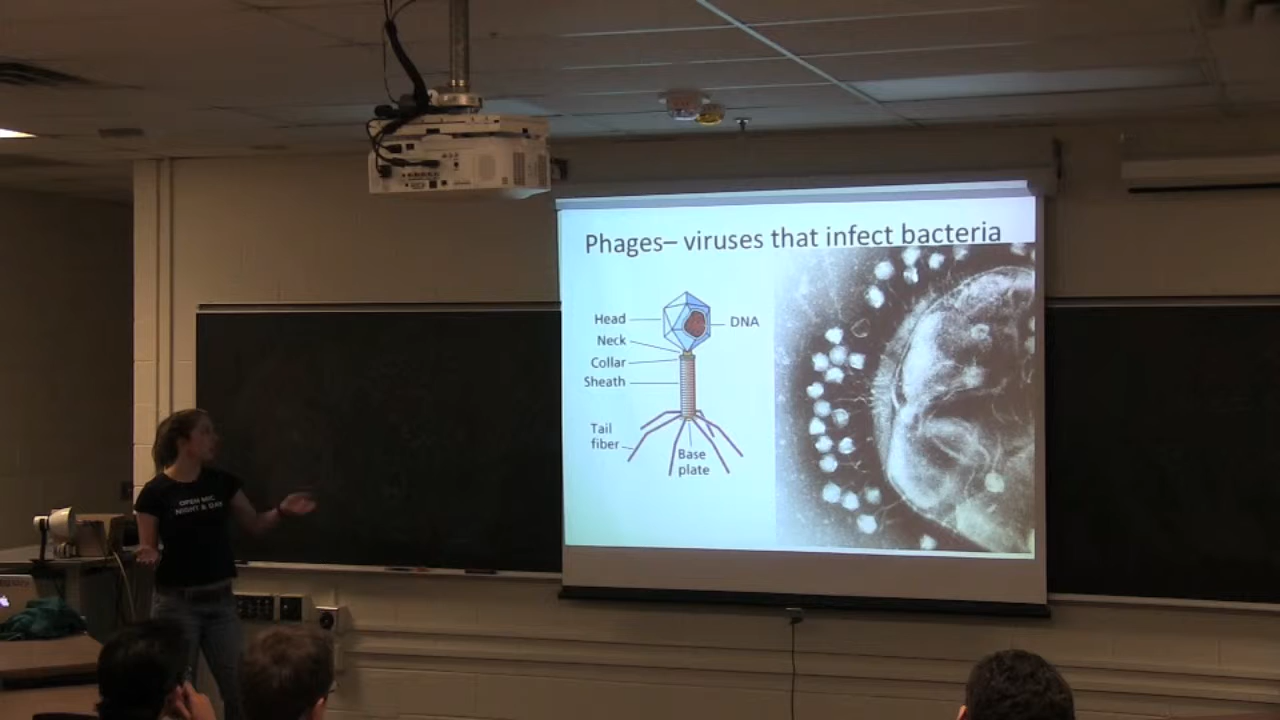 Phages– viruses that infect bacteria
Head
DNA
Neck
Collar
Sheath
Tail
fiber
Base
plate
OPEN MIC
NIGHT & DAY